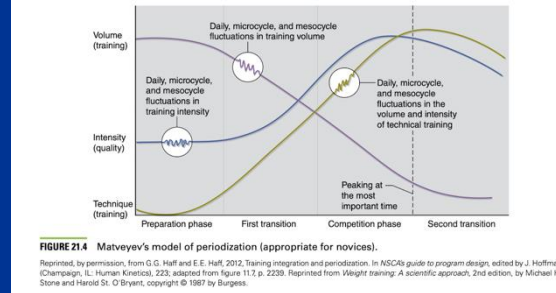 Volume
(training)
Daily, microcycle, and mesocycle
fluctuations in training volume
Daily, microcycle,
and mesocycle
fluctuations in
training intensity
Daily, microcycle,
and mesocycle
fluctuations in the
volume and intensity
of technical training
Intensity
(quality)
Peaking at
the most
important time
Technique
(training)
Preparation phase First transition Competition phase Second transition
FIGURE 21.4 Matveyev's model of periodization (appropriate for novices).
Reprinted, by permission, from G.G. Haff and E.E. Haff, 2012, Training integration and periodization. In NSCA's guide to program design, edited by J. Hoffma
(Champaign, IL: Human Kinetics), 223; adapted from figure 11.7, p. 2239. Reprinted from Weight training: A scientific approach, 2nd edition, by Michael H
Stone and Harold St. O'Bryant, copyright © 1987 by Burgess.